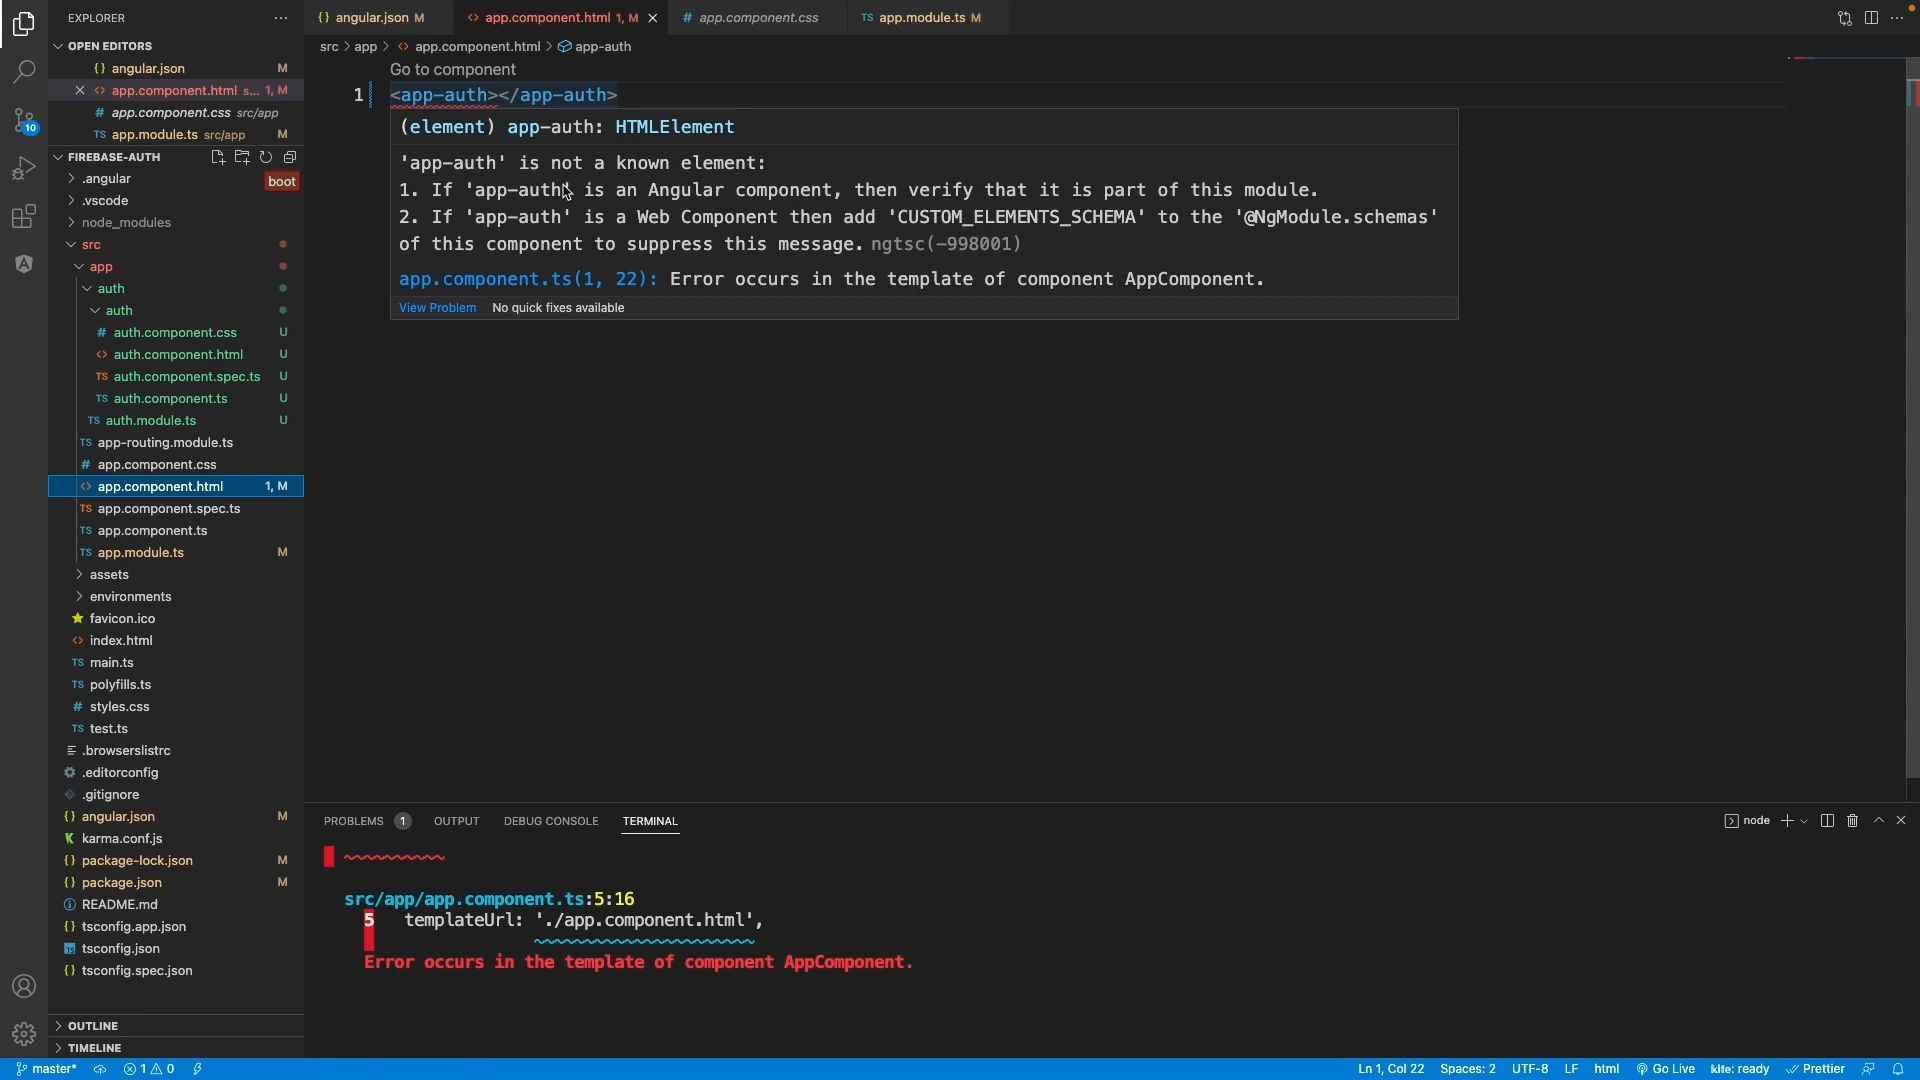 EXPLORER
OPEN EDITORS
angular.json M
app.component.html s... 1, M
app.component.css src/app
app.module.ts src/app M
FIREBASE-AUTH
.angular
boot
.vscode
node_modules
src
app
auth
auth
auth.component.css U
auth.component.html U
auth.component.spec.ts U
auth.component.ts U
auth.module.ts U
app-routing.module.ts
app.component.css
app.component.html 1, M
app.component.spec.ts
app.component.ts
app.module.ts M
assets
environments
favicon.ico
index.html
main.ts
polyfills.ts
styles.css
test.ts
.browserslistrc
.editorconfig
.gitignore
angular.json M
karma.conf.js
package-lock.json M
package.json M
README.md
tsconfig.app.json
tsconfig.json
tsconfig.spec.json
OUTLINE
TIMELINE
10
angular.json M
app.component.html 1, M
app.component.css
app.module.ts M
src > app > app.component.html > app-auth
Go to component
1 <app-auth></app-auth>
(element) app-auth: HTMLElement
'app-auth' is not a known element:
1. If 'app-auth' is an Angular component, then verify that it is part of this module.
2. If 'app-auth' is a Web Component then add 'CUSTOM_ELEMENTS_SCHEMA' to the '@NgModule.schemas'
of this component to suppress this message. ngtsc(-998001)
app.component.ts(1, 22): Error occurs in the template of component AppComponent.
View Problem No quick fixes available
PROBLEMS 1 OUTPUT DEBUG CONSOLE TERMINAL
node
src/app/app.component.ts:5:16
5 templateUrl: './app.component.html',
Error occurs in the template of component AppComponent.
master* 1 0
Ln 1, Col 22 Spaces: 2 UTF-8 LF html Go Live kite: ready Prettier